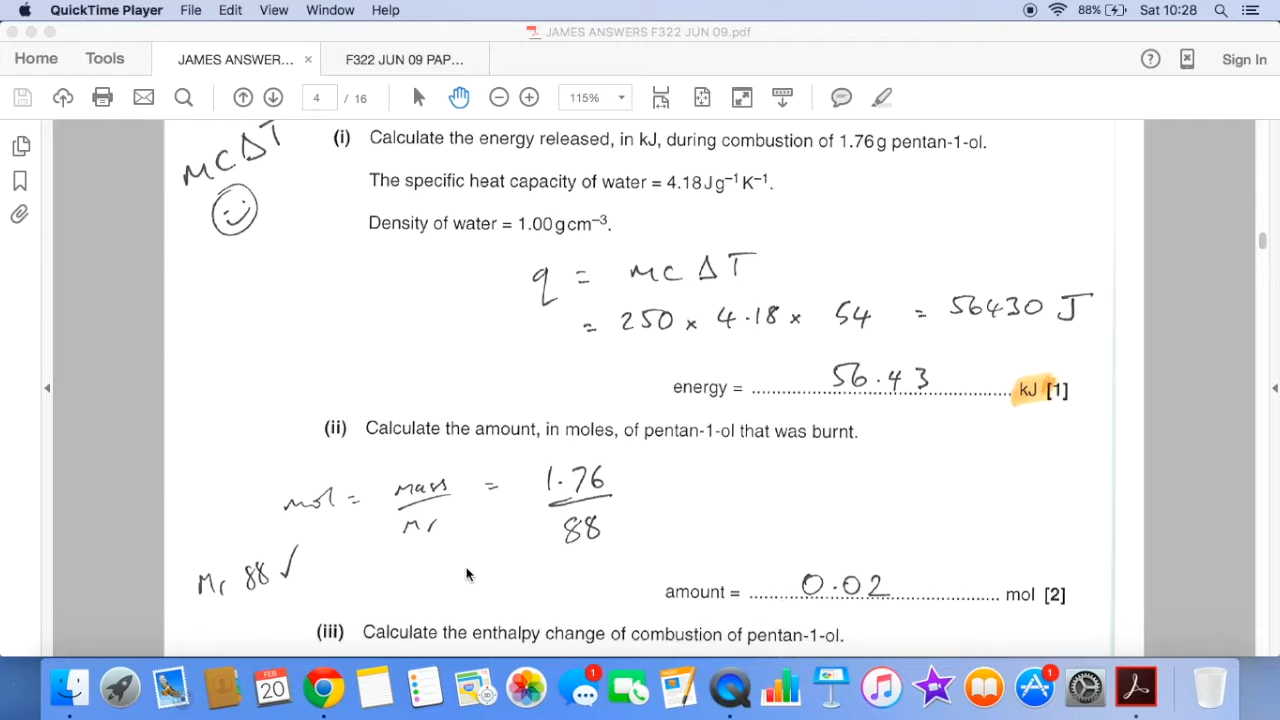 QuickTime Player File Edit View Window Help 88% Sat 10:28
JAMES ANSWERS F322 JUN 09.pdf
Home Tools JAMES ANSWER... × F322 JUN 09 PAP... Sign In
4 / 16 115%
mcΔT
(i) Calculate the energy released, in kJ, during combustion of 1.76 g pentan-1-ol.
The specific heat capacity of water = 4.18 J g⁻¹ K⁻¹.
Density of water = 1.00 g cm⁻³.
q = mcΔT
= 250 × 4.18 × 54 = 56430 J
energy = ........ 56.43 ........ kJ [1]
(ii) Calculate the amount, in moles, of pentan-1-ol that was burnt.
mol = mass = 1.76
Mr 88
Mr 88 ✓
amount = ........ 0.02 ........ mol [2]
(iii) Calculate the enthalpy change of combustion of pentan-1-ol.
1
FEB
20
1